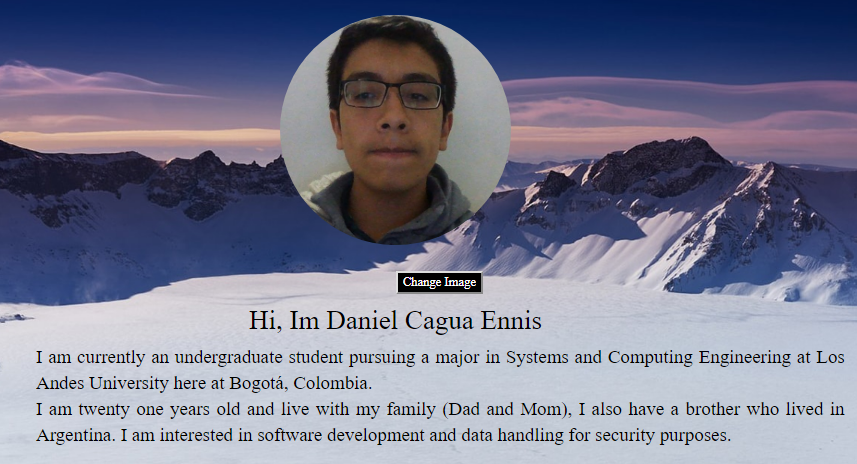 Change Image
Hi, Im Daniel Cagua Ennis
I am currently an undergraduate student pursuing a major in Systems and Computing Engineering at Los
Andes University here at Bogotá, Colombia.
I am twenty one years old and live with my family (Dad and Mom), I also have a brother who lived in
Argentina. I am interested in software development and data handling for security purposes.